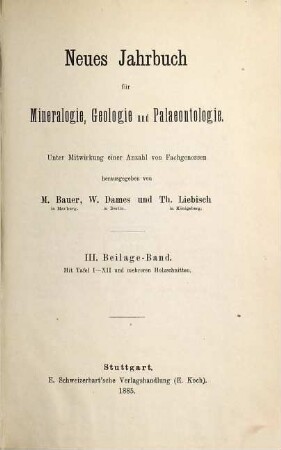 Neues Jahrbuch
für
Mineralogie, Geologie und Palaeontologie.
Unter Mitwirkung einer Anzahl von Fachgenossen
herausgegeben von
M. Bauer, W. Dames und Th. Liebisch
in Marburg. in Berlin. in Königsberg.
III. Beilage-Band.
Mit Tafel I—XII und mehreren Holzschnitten.
Stuttgart.
E. Schweizerbart'sche Verlagshandlung (E. Koch).
1885.